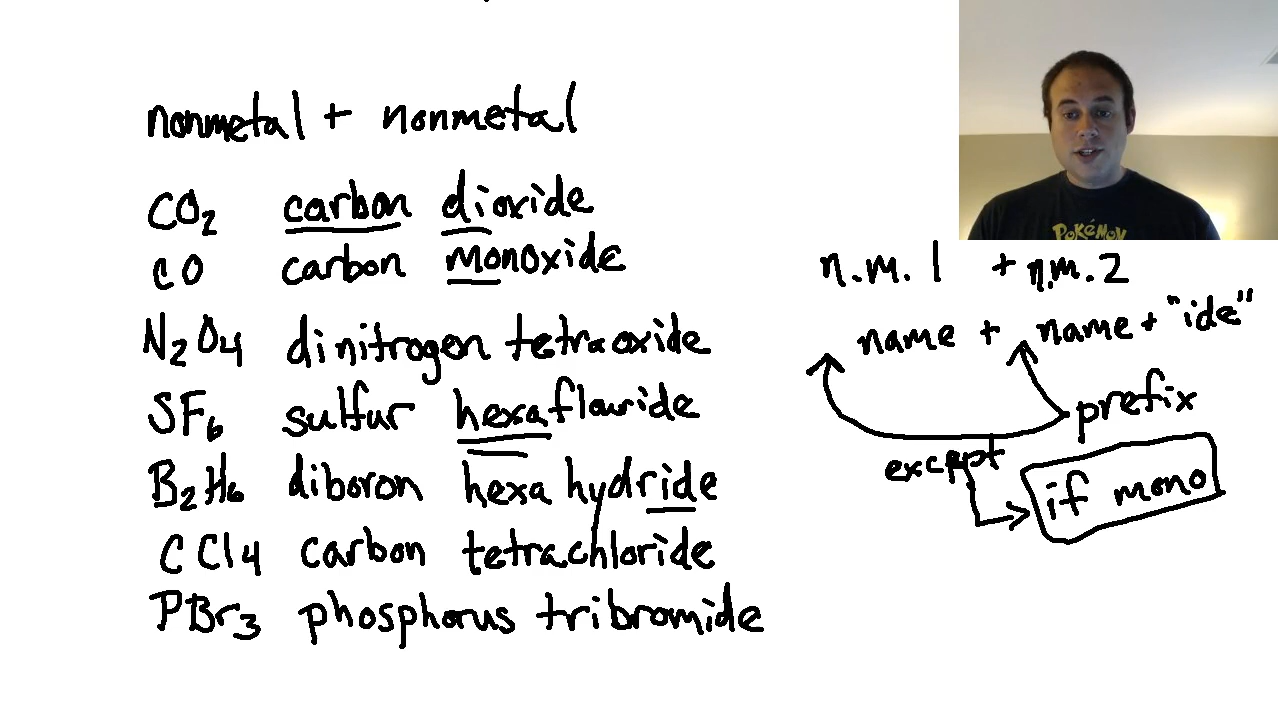 nonmetal + nonmetal
CO2 carbon dioxide
CO carbon monoxide
N2O4 dinitrogen tetraoxide
SF6 sulfur hexaflouride
B2H6 diboron hexahydride
CCl4 carbon tetrachloride
PBr3 phosphorus tribromide
POKéMON
n.m. 1 + n.m. 2
name + name + "ide"
prefix
except
if mono